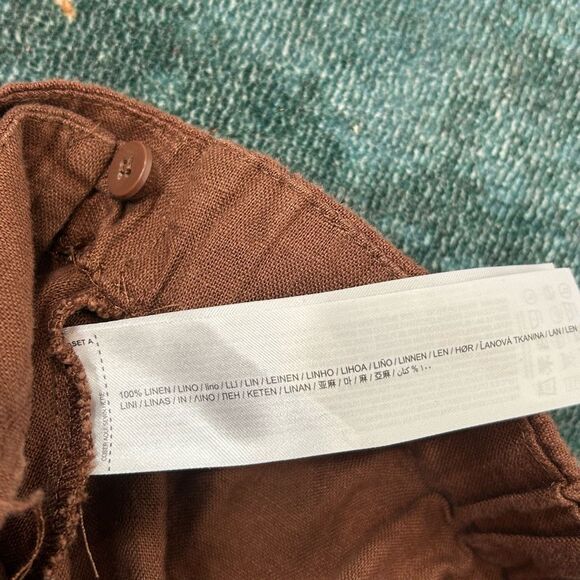 SET A
100% LINEN / LINO / lino / LLI / LIN / LEINEN / LINHO / LIHOA / LIÑO / LINNEN / LEN / HØR / ĽANOVÁ TKANINA / LAN / LEN
LINI / LINAS / IN / ΛΙΝΟ / ЛЕН / KETEN / LINAN / 亚麻 / 마 / 麻 / 亞麻 / كتان %١٠٠